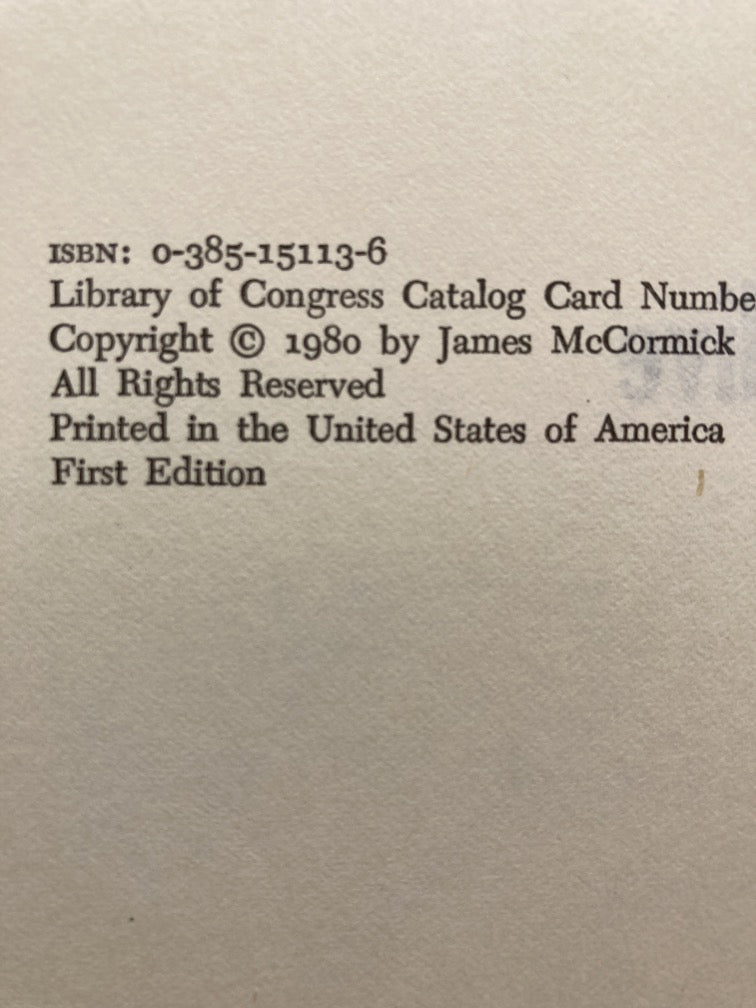 ISBN: 0-385-15113-6
Library of Congress Catalog Card
Copyright © 1980 by James McCormick
All Rights Reserved
Printed in the United States of America
First Edition